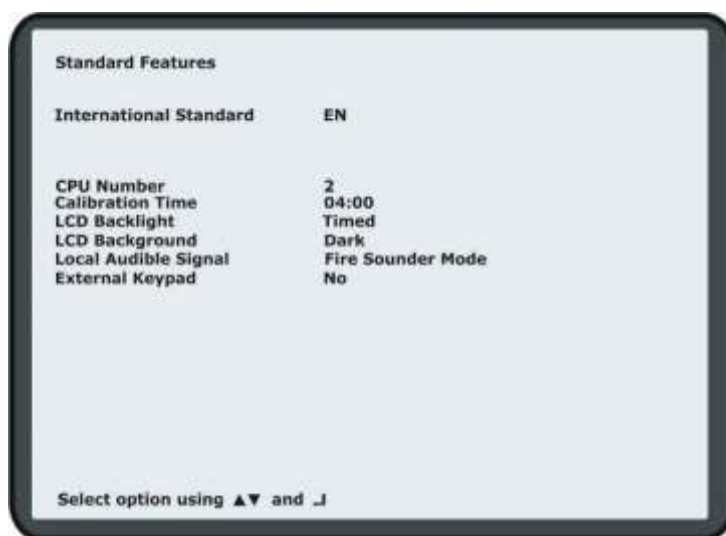 Standard Features
International Standard EN
CPU Number 2
Calibration Time 04:00
LCD Backlight Timed
LCD Background Dark
Local Audible Signal Fire Sounder Mode
External Keypad No
Select option using ▲▼ and ↵